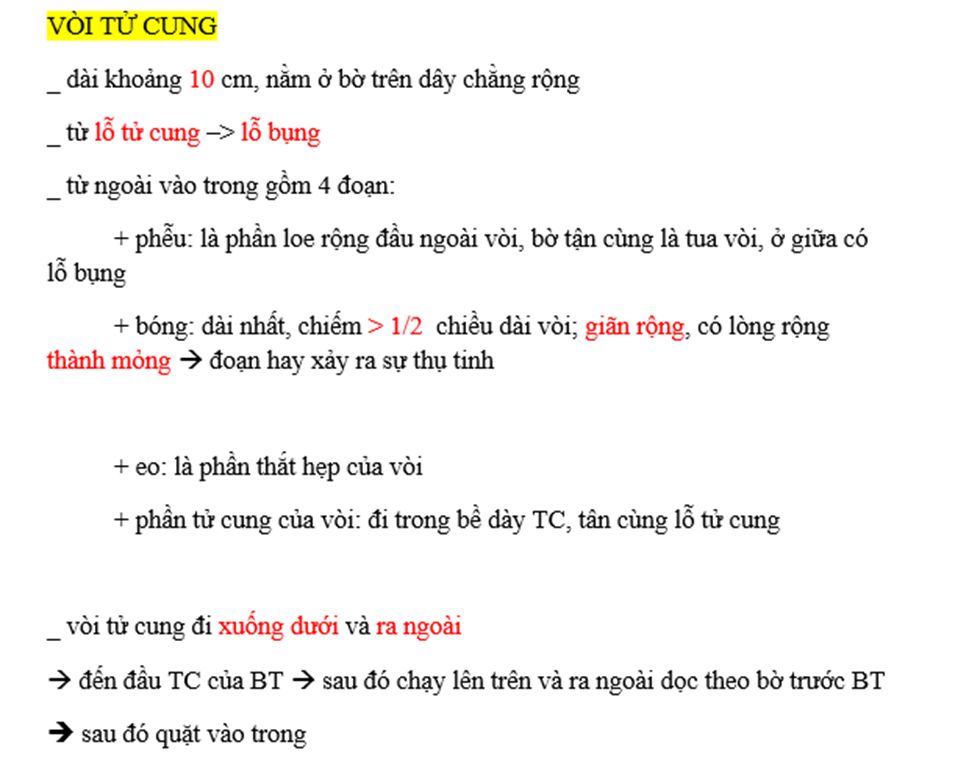 VÒI TỬ CUNG
_ dài khoảng 10 cm, nằm ở bờ trên dây chằng rộng
_ từ lỗ tử cung –> lỗ bụng
_ từ ngoài vào trong gồm 4 đoạn:
+ phễu: là phần loe rộng đầu ngoài vòi, bờ tận cùng là tua vòi, ở giữa có
lỗ bụng
+ bóng: dài nhất, chiếm > 1/2 chiều dài vòi; giãn rộng, có lòng rộng
thành mỏng → đoạn hay xảy ra sự thụ tinh
+ eo: là phần thắt hẹp của vòi
+ phần tử cung của vòi: đi trong bề dày TC, tân cùng lỗ tử cung
_ vòi tử cung đi xuống dưới và ra ngoài
→ đến đầu TC của BT → sau đó chạy lên trên và ra ngoài dọc theo bờ trước BT
→ sau đó quặt vào trong